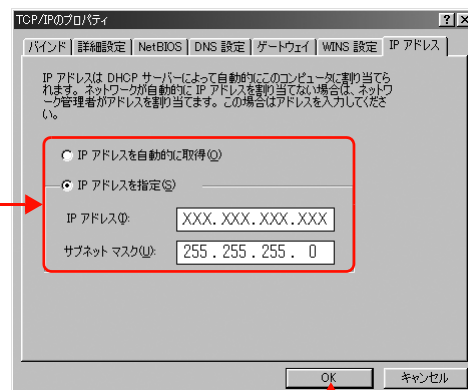 TCP/IPのプロパティ
バインド 詳細設定 NetBIOS DNS 設定 ゲートウェイ WINS 設定 IP アドレス
IP アドレスは DHCP サーバーによって自動的にこのコンピュータに割り当てら
れます。ネットワークが自動的に IP アドレスを割り当てない場合は、ネットワ
ーク管理者がアドレスを割り当てます。この場合はアドレスを入力してくださ
い。
IP アドレスを自動的に取得(O)
IP アドレスを指定(S)
IP アドレス(I): XXX.XXX.XXX.XXX
サブネット マスク(U): 255.255.255. 0
OK キャンセル